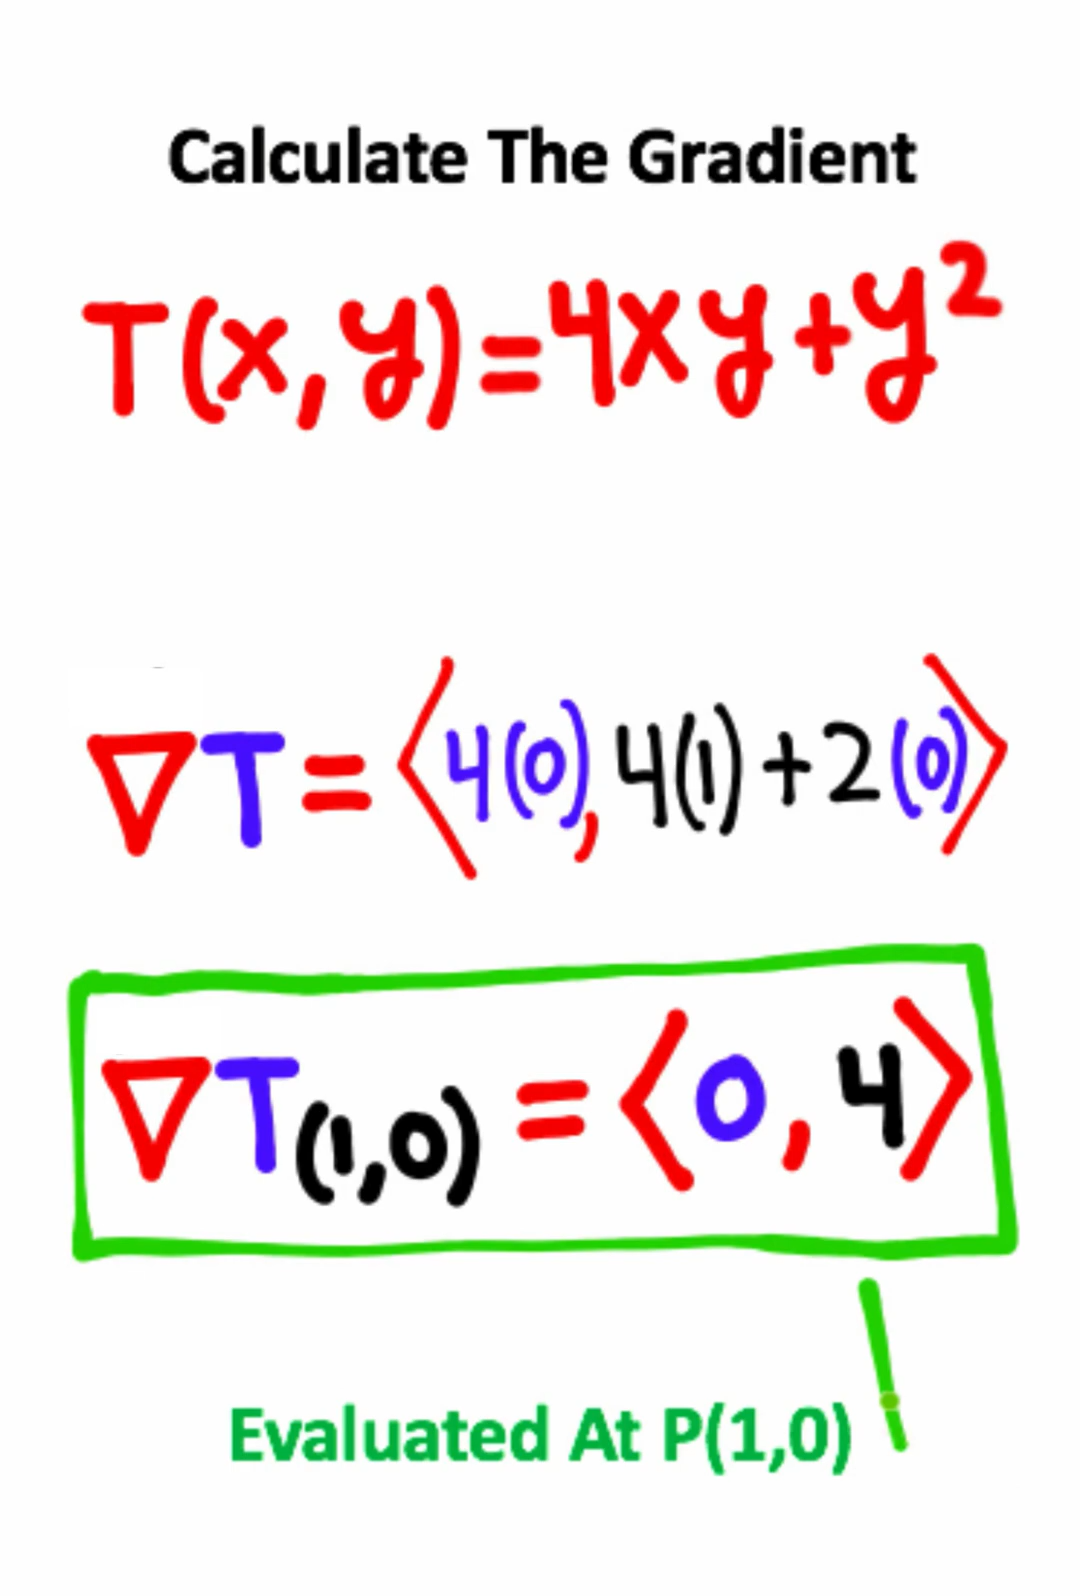 Calculate The Gradient
T(x,y)=4xy+y²
∇T=⟨4(0),4(1)+2(0)⟩
∇T(1,0)=⟨0,4⟩
Evaluated At P(1,0)